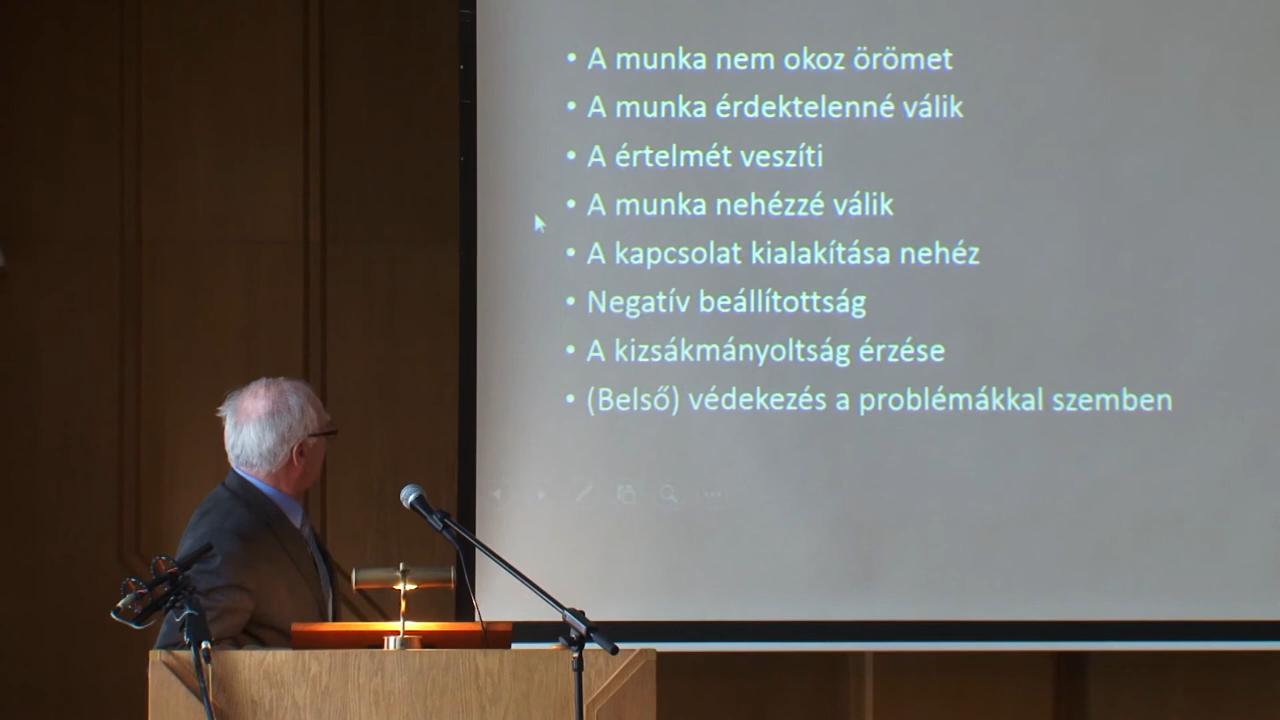 • A munka nem okoz örömet
• A munka érdektelenné válik
• A értelmét veszíti
• A munka nehézzé válik
• A kapcsolat kialakítása nehéz
• Negatív beállítottság
• A kizsákmányoltság érzése
• (Belső) védekezés a problémákkal szemben